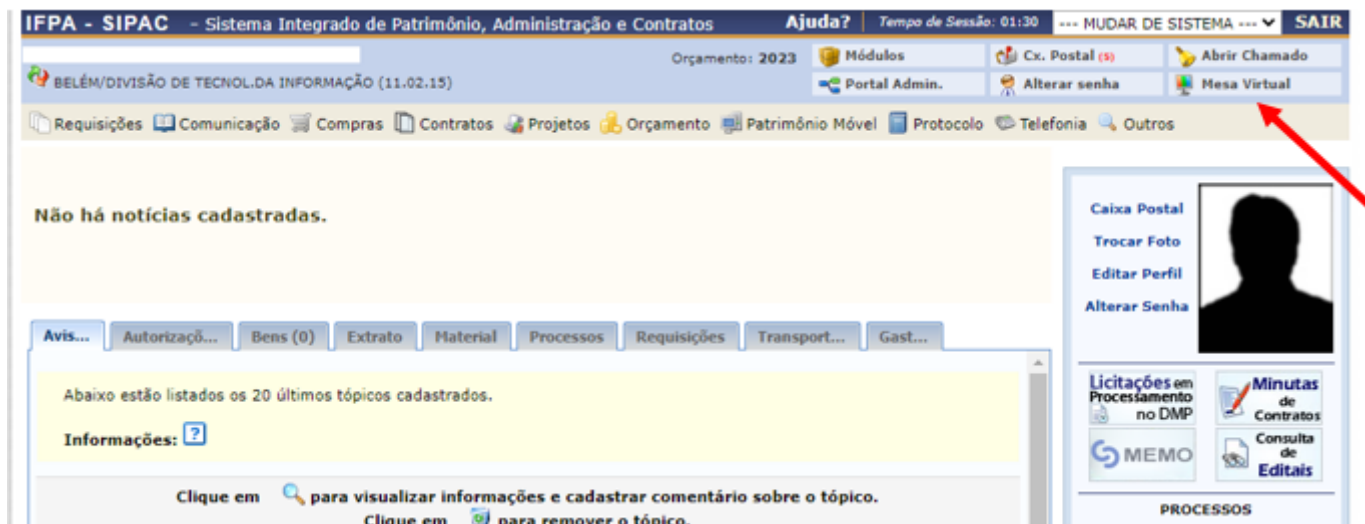 IFPA - SIPAC - Sistema Integrado de Patrimônio, Administração e Contratos Ajuda? Tempo de Sessão: 01:30 --- MUDAR DE SISTEMA --- SAIR
Orçamento: 2023 Módulos Cx. Postal (5) Abrir Chamado
BELÉM/DIVISÃO DE TECNOL.DA INFORMAÇÃO (11.02.15) Portal Admin. Alterar senha Mesa Virtual
Requisições Comunicação Compras Contratos Projetos Orçamento Patrimônio Móvel Protocolo Telefonia Outros
Não há notícias cadastradas.
Caixa Postal
Trocar Foto
Editar Perfil
Alterar Senha
Avis... Autorizaçõ... Bens (0) Extrato Material Processos Requisições Transport... Gast...
Abaixo estão listados os 20 últimos tópicos cadastrados.
Informações: ?
Clique em para visualizar informações e cadastrar comentário sobre o tópico.
Clique em para remover o tópico.
Licitações em
Processamento
no DMP
Minutas
de
Contratos
MEMO
Consulta
de
Editais
PROCESSOS